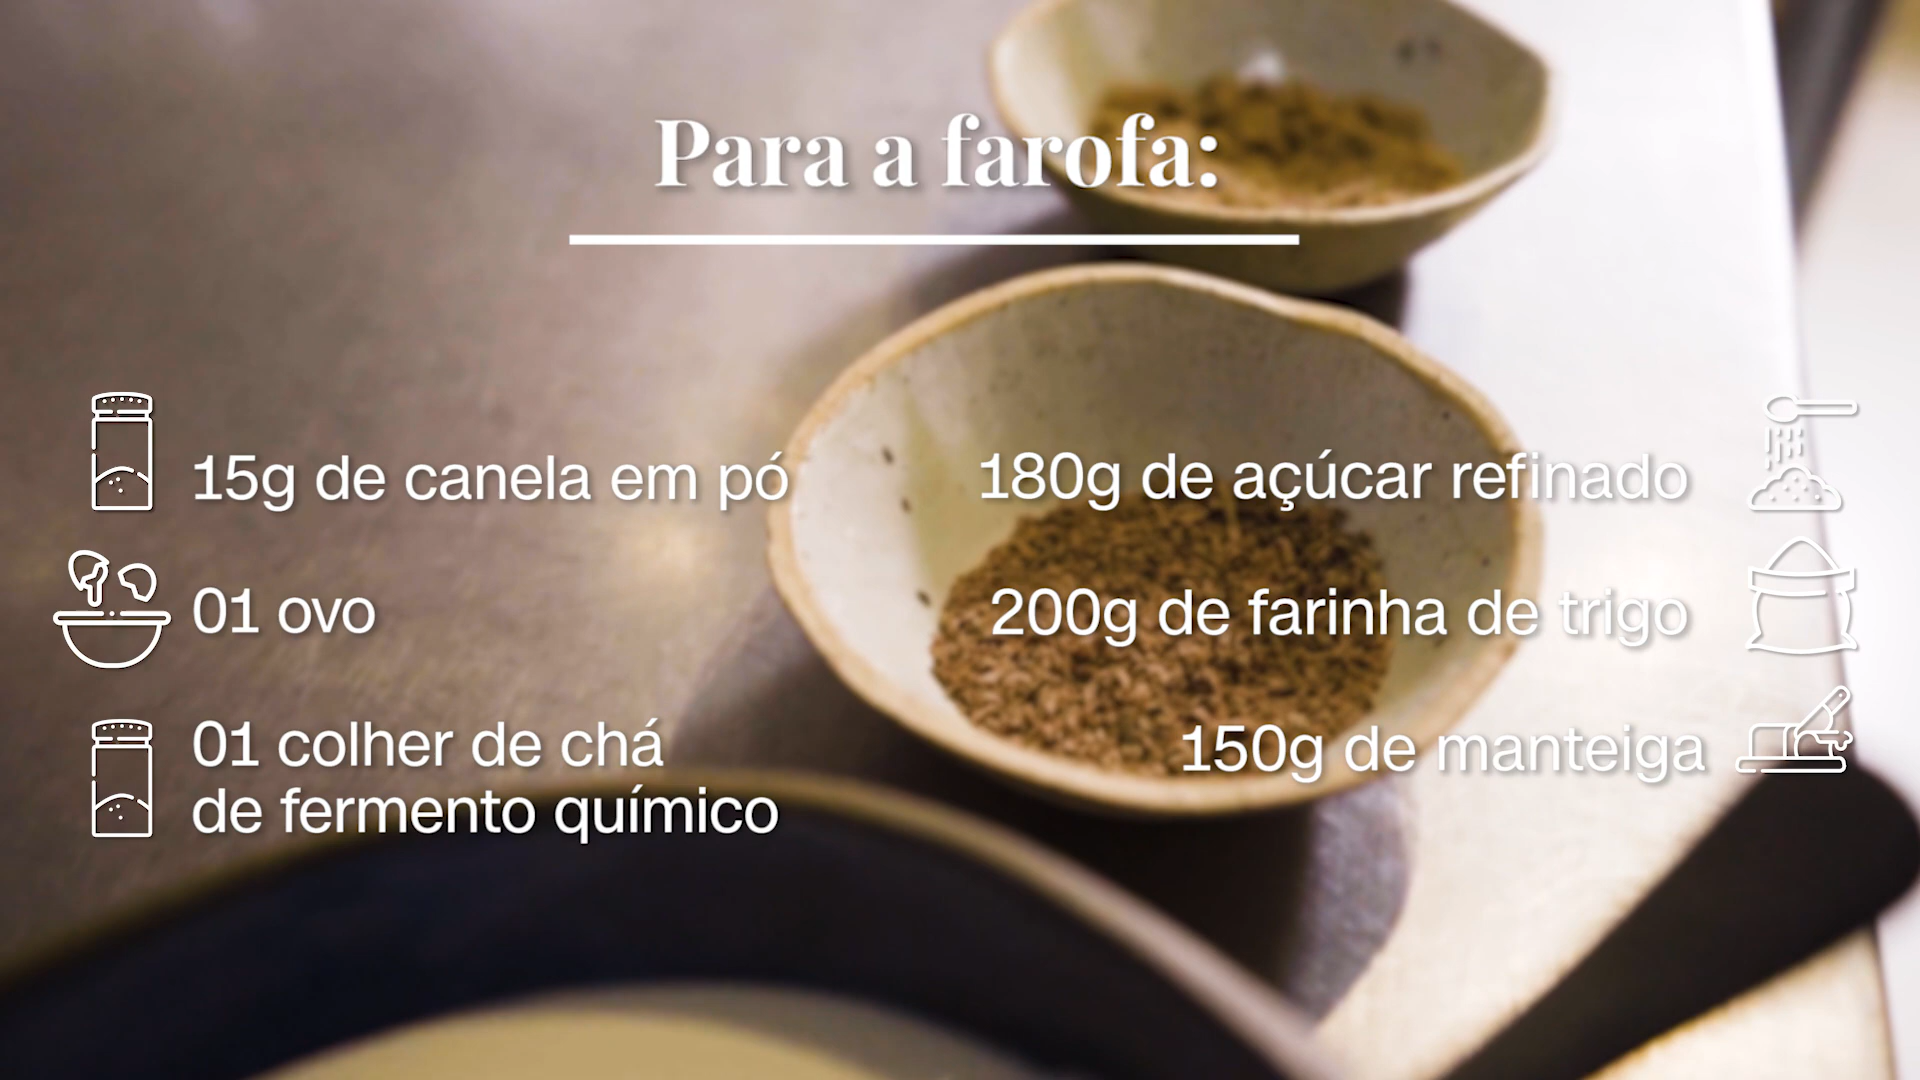 Para a farofa:
15g de canela em pó
01 ovo
01 colher de chá
de fermento químico
180g de açúcar refinado
200g de farinha de trigo
150g de manteiga